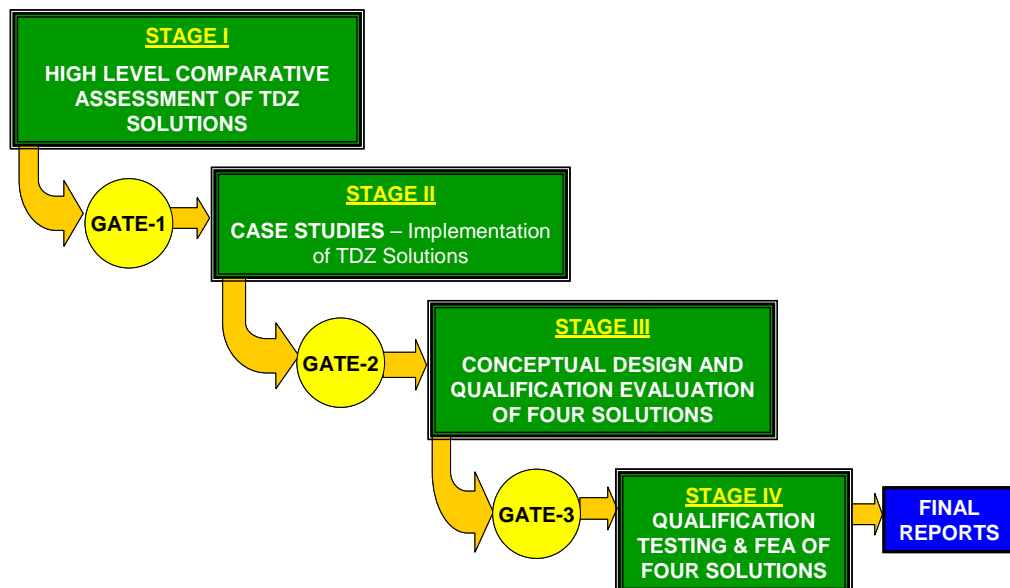 STAGE I
HIGH LEVEL COMPARATIVE
ASSESSMENT OF TDZ
SOLUTIONS
GATE-1
STAGE II
CASE STUDIES – Implementation
of TDZ Solutions
GATE-2
STAGE III
CONCEPTUAL DESIGN AND
QUALIFICATION EVALUATION
OF FOUR SOLUTIONS
GATE-3
STAGE IV
QUALIFICATION
TESTING & FEA OF
FOUR SOLUTIONS
FINAL
REPORTS